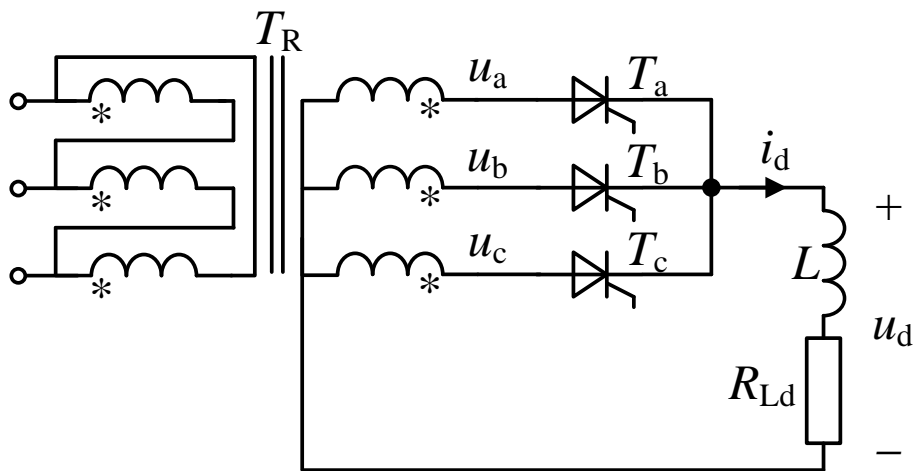 T_R
u_a T_a
* *
u_b T_b i_d
* * +
u_c T_c
* * L
u_d
R_Ld
−